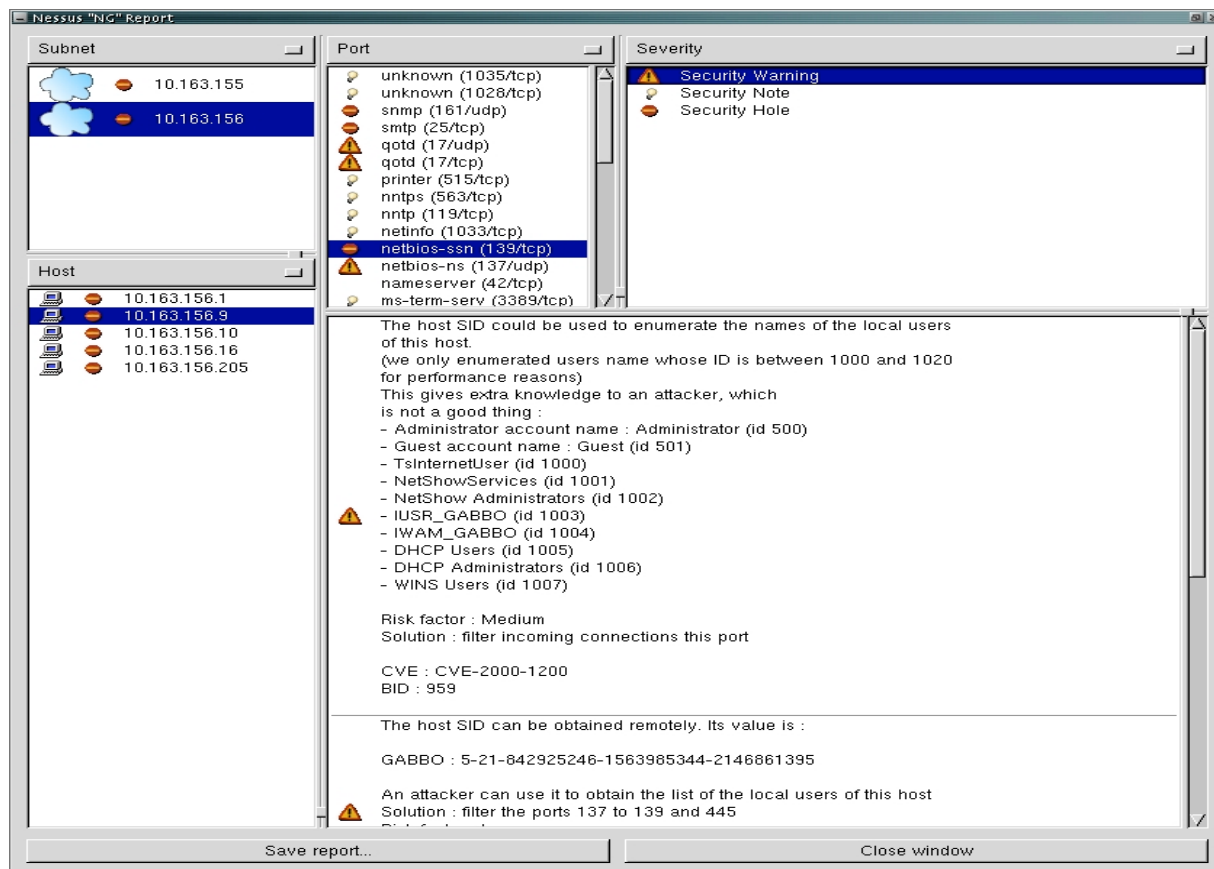 Nessus "NG" Report
Subnet
10.163.155
10.163.156
Host
10.163.156.1
10.163.156.9
10.163.156.10
10.163.156.16
10.163.156.205
Port
unknown (1035/tcp)
unknown (1028/tcp)
snmp (161/udp)
smtp (25/tcp)
qotd (17/udp)
qotd (17/tcp)
printer (515/tcp)
nntps (563/tcp)
nntp (119/tcp)
netinfo (1033/tcp)
netbios-ssn (139/tcp)
netbios-ns (137/udp)
nameserver (42/tcp)
ms-term-serv (3389/tcp)
Severity
Security Warning
Security Note
Security Hole
The host SID could be used to enumerate the names of the local users
of this host.
(we only enumerated users name whose ID is between 1000 and 1020
for performance reasons)
This gives extra knowledge to an attacker, which
is not a good thing :
- Administrator account name : Administrator (id 500)
- Guest account name : Guest (id 501)
- TsInternetUser (id 1000)
- NetShowServices (id 1001)
- NetShow Administrators (id 1002)
- IUSR_GABBO (id 1003)
- IWAM_GABBO (id 1004)
- DHCP Users (id 1005)
- DHCP Administrators (id 1006)
- WINS Users (id 1007)
Risk factor : Medium
Solution : filter incoming connections this port
CVE : CVE-2000-1200
BID : 959
The host SID can be obtained remotely. Its value is :
GABBO : 5-21-842925246-1563985344-2146861395
An attacker can use it to obtain the list of the local users of this host
Solution : filter the ports 137 to 139 and 445
Save report...
Close window